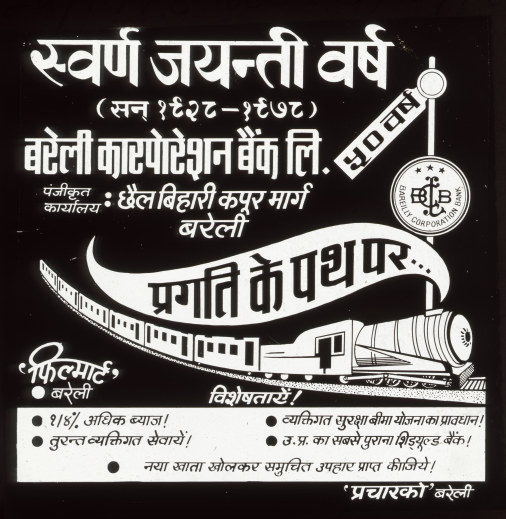 स्वर्ण जयन्ती वर्ष
(सन् १९२८-१९७८)
५० वर्ष
बरेली कारपोरेशन बैंक लि.
पंजीकृत कार्यालय : छैल बिहारी कपूर मार्ग
बरेली
BCBL
BAREILLY CORPORATION BANK
प्रगति के पथ पर...
'फिल्मार्ट'
बरेली
विशेषतायें!
● १/४% अधिक ब्याज!
● व्यक्तिगत सुरक्षा बीमा योजना का प्रावधान!
● तुरन्त व्यक्तिगत सेवायें!
● उ.प्र. का सबसे पुराना शिड्यूल्ड बैंक!
● नया खाता खोलकर समुचित उपहार प्राप्त कीजिये!
'प्रचारको' बरेली